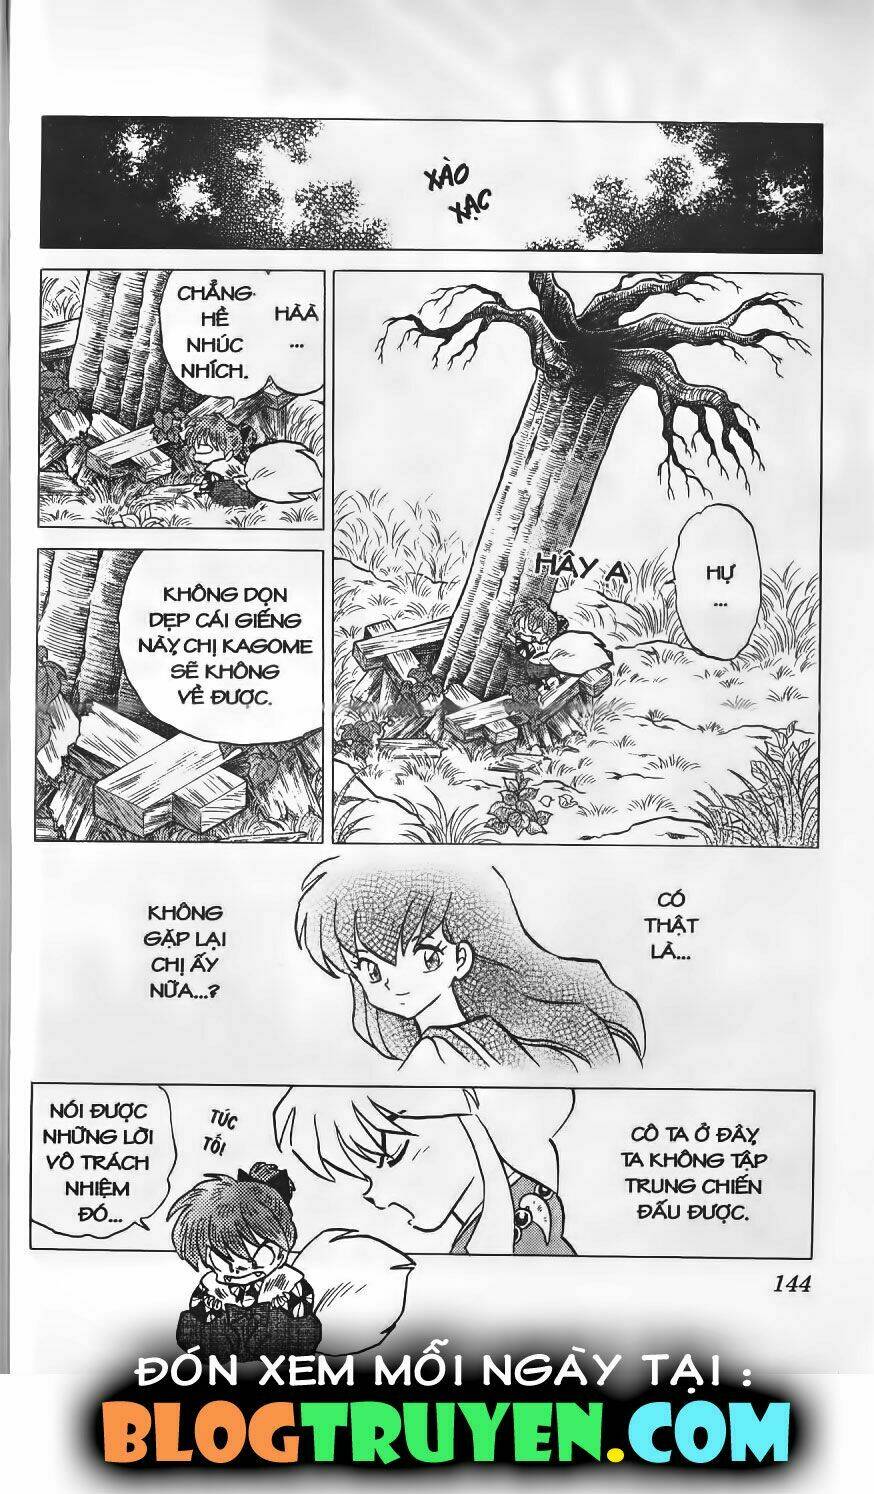 XÀO
XẠC
HỰ
...
HÂY Ạ
HÀÀ
...
CHẲNG
HỀ
NHÚC
NHÍCH.
KHÔNG DỌN
DẸP CÁI GIẾNG
NÀY, CHỊ KAGOME
SẼ KHÔNG
VỀ ĐƯỢC.
CÓ
THẬT
LÀ...
KHÔNG
GẶP LẠI
CHỊ ẤY
NỮA...?
CÔ TA Ở ĐÂY,
TA KHÔNG TẬP
TRUNG CHIẾN
ĐẤU ĐƯỢC.
TỨC
TỐI
NÓI ĐƯỢC
NHỮNG LỜI
VÔ TRÁCH
NHIỆM
ĐÓ...
144
ĐÓN XEM MỖI NGÀY TẠI :
BLOGTRUYEN.COM